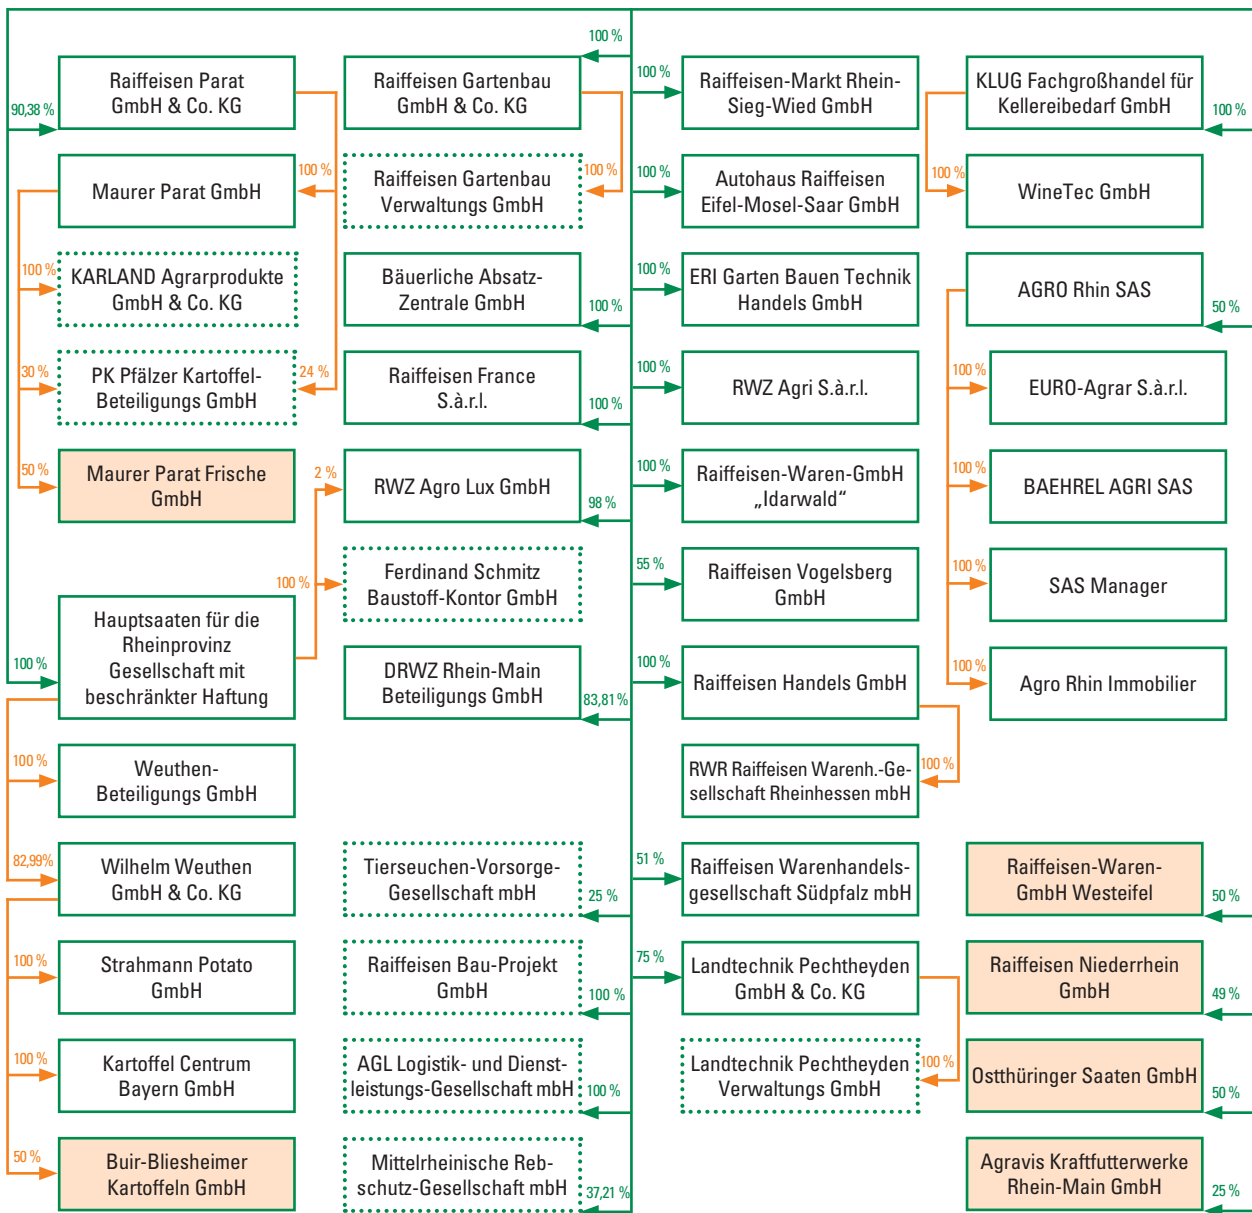 100 %
Raiffeisen Parat
GmbH & Co. KG
90,38 %
Raiffeisen Gartenbau
GmbH & Co. KG
100 %
Raiffeisen-Markt Rhein-
Sieg-Wied GmbH
KLUG Fachgroßhandel für
Kellereibedarf GmbH
100 %
Maurer Parat GmbH
100 %
Raiffeisen Gartenbau
Verwaltungs GmbH
100 %
100 %
Autohaus Raiffeisen
Eifel-Mosel-Saar GmbH
100 %
WineTec GmbH
100 %
KARLAND Agrarprodukte
GmbH & Co. KG
Bäuerliche Absatz-
Zentrale GmbH
100 %
100 %
ERI Garten Bauen Technik
Handels GmbH
AGRO Rhin SAS
50 %
30 %
PK Pfälzer Kartoffel-
Beteiligungs GmbH
24 %
Raiffeisen France
S.à.r.l.
100 %
100 %
RWZ Agri S.à.r.l.
100 %
EURO-Agrar S.à.r.l.
50 %
Maurer Parat Frische
GmbH
2 %
RWZ Agro Lux GmbH
98 %
100 %
Raiffeisen-Waren-GmbH
„Idarwald“
100 %
BAEHREL AGRI SAS
100 %
Ferdinand Schmitz
Baustoff-Kontor GmbH
55 %
Raiffeisen Vogelsberg
GmbH
100 %
SAS Manager
100 %
Hauptsaaten für die
Rheinprovinz
Gesellschaft mit
beschränkter Haftung
DRWZ Rhein-Main
Beteiligungs GmbH
83,81 %
100 %
Raiffeisen Handels GmbH
100 %
Agro Rhin Immobilier
100 %
Weuthen-
Beteiligungs GmbH
RWR Raiffeisen Warenh.-Ge-
sellschaft Rheinhessen mbH
100 %
82,99%
Wilhelm Weuthen
GmbH & Co. KG
Tierseuchen-Vorsorge-
Gesellschaft mbH
25 %
51 %
Raiffeisen Warenhandels-
gesellschaft Südpfalz mbH
Raiffeisen-Waren-
GmbH Westeifel
50 %
100 %
Strahmann Potato
GmbH
Raiffeisen Bau-Projekt
GmbH
100 %
75 %
Landtechnik Pechtheyden
GmbH & Co. KG
Raiffeisen Niederrhein
GmbH
49 %
100 %
Kartoffel Centrum
Bayern GmbH
AGL Logistik- und Dienst-
leistungs-Gesellschaft mbH
100 %
Landtechnik Pechtheyden
Verwaltungs GmbH
100 %
Ostthüringer Saaten GmbH
50 %
50 %
Buir-Bliesheimer
Kartoffeln GmbH
Mittelrheinische Reb-
schutz-Gesellschaft mbH
37,21 %
Agravis Kraftfutterwerke
Rhein-Main GmbH
25 %